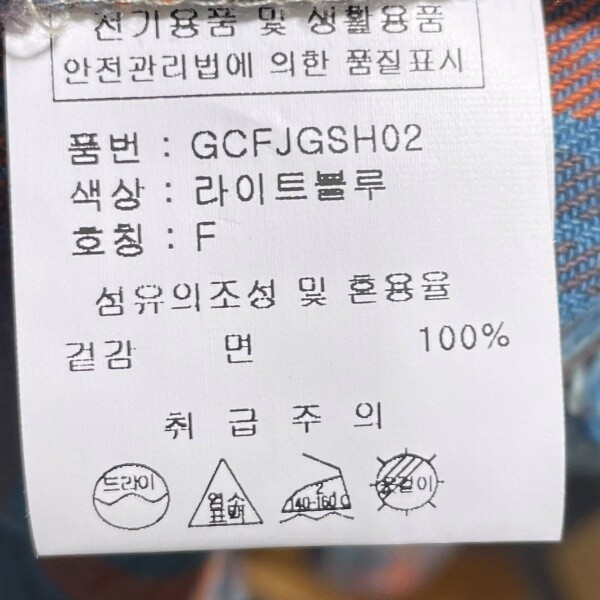 전기용품 및 생활용품
안전관리법에 의한 품질표시
품번 : GCFJGSH02
색상 : 라이트블루
호칭 : F
섬유의조성 및 혼용율
겉감 면 100%
취급주의
드라이
염소
표백
2
140-160 C
옷걸이